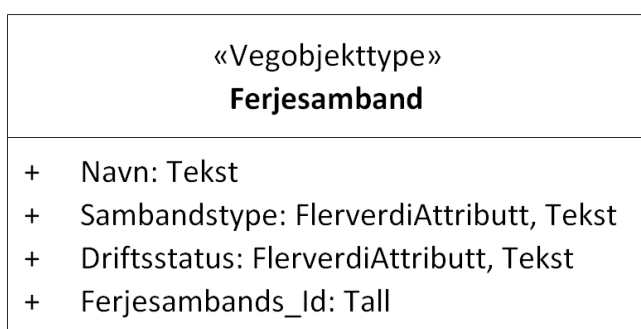 «Vegobjekttype»
Ferjesamband
+ Navn: Tekst
+ Sambandstype: FlerverdiAttributt, Tekst
+ Driftsstatus: FlerverdiAttributt, Tekst
+ Ferjesambands_Id: Tall